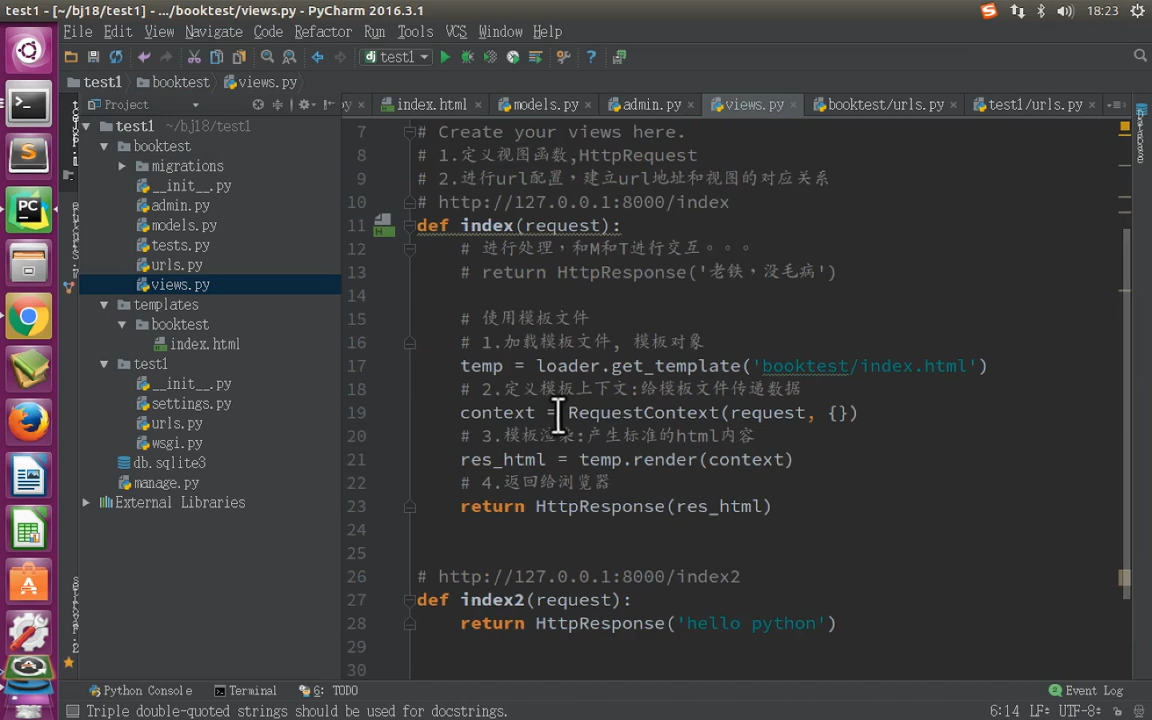 test1 - [~/bj18/test1] - .../booktest/views.py - PyCharm 2016.3.1
18:23
File Edit View Navigate Code Refactor Run Tools VCS Window Help
dj test1
test1 booktest views.py
Project
py index.html models.py admin.py views.py booktest/urls.py test1/urls.py
test1 ~/bj18/test1
booktest
migrations
__init__.py
admin.py
models.py
tests.py
urls.py
views.py
templates
booktest
index.html
test1
__init__.py
settings.py
urls.py
wsgi.py
db.sqlite3
manage.py
External Libraries
7 # Create your views here.
8 # 1.定义视图函数,HttpRequest
9 # 2.进行url配置，建立url地址和视图的对应关系
10 # http://127.0.0.1:8000/index
11 def index(request):
12 # 进行处理，和M和T进行交互。。。
13 # return HttpResponse('老铁，没毛病')
14
15 # 使用模板文件
16 # 1.加载模板文件, 模板对象
17 temp = loader.get_template('booktest/index.html')
18 # 2.定义模板上下文:给模板文件传递数据
19 context = RequestContext(request, {})
20 # 3.模板渲染:产生标准的html内容
21 res_html = temp.render(context)
22 # 4.返回给浏览器
23 return HttpResponse(res_html)
24
25
26 # http://127.0.0.1:8000/index2
27 def index2(request):
28 return HttpResponse('hello python')
29
30
Python Console Terminal 6: TODO Event Log
Triple double-quoted strings should be used for docstrings. 6:14 LF÷ UTF-8÷